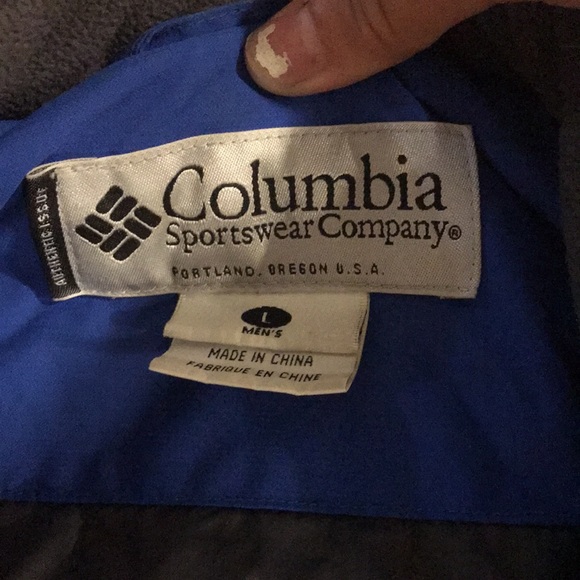 AUTHENTIC ISSUE
Columbia
Sportswear Company®
PORTLAND, OREGON U.S.A.
L
MEN'S
MADE IN CHINA
FABRIQUE EN CHINE